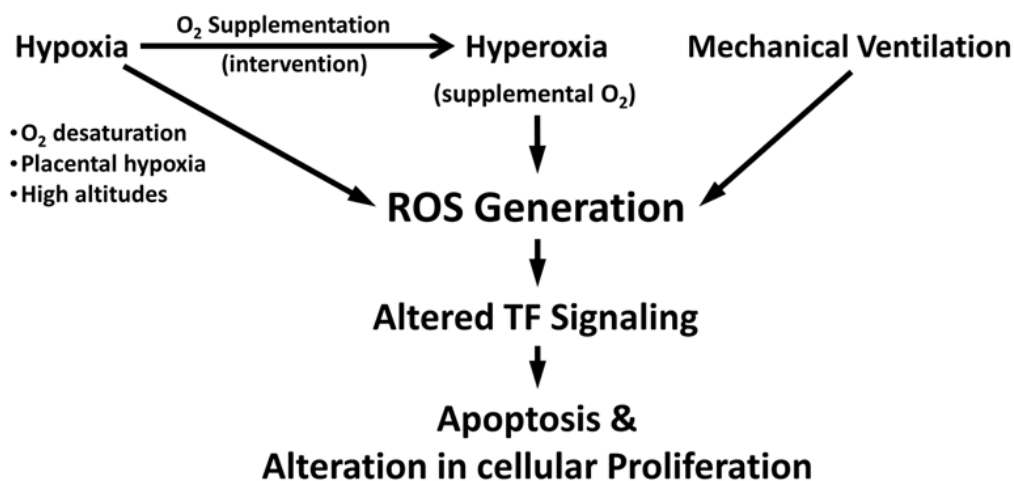 O₂ Supplementation
Hypoxia
Hyperoxia
Mechanical Ventilation
(intervention)
(supplemental O₂)
•O₂ desaturation
•Placental hypoxia
•High altitudes
ROS Generation
Altered TF Signaling
Apoptosis &
Alteration in cellular Proliferation